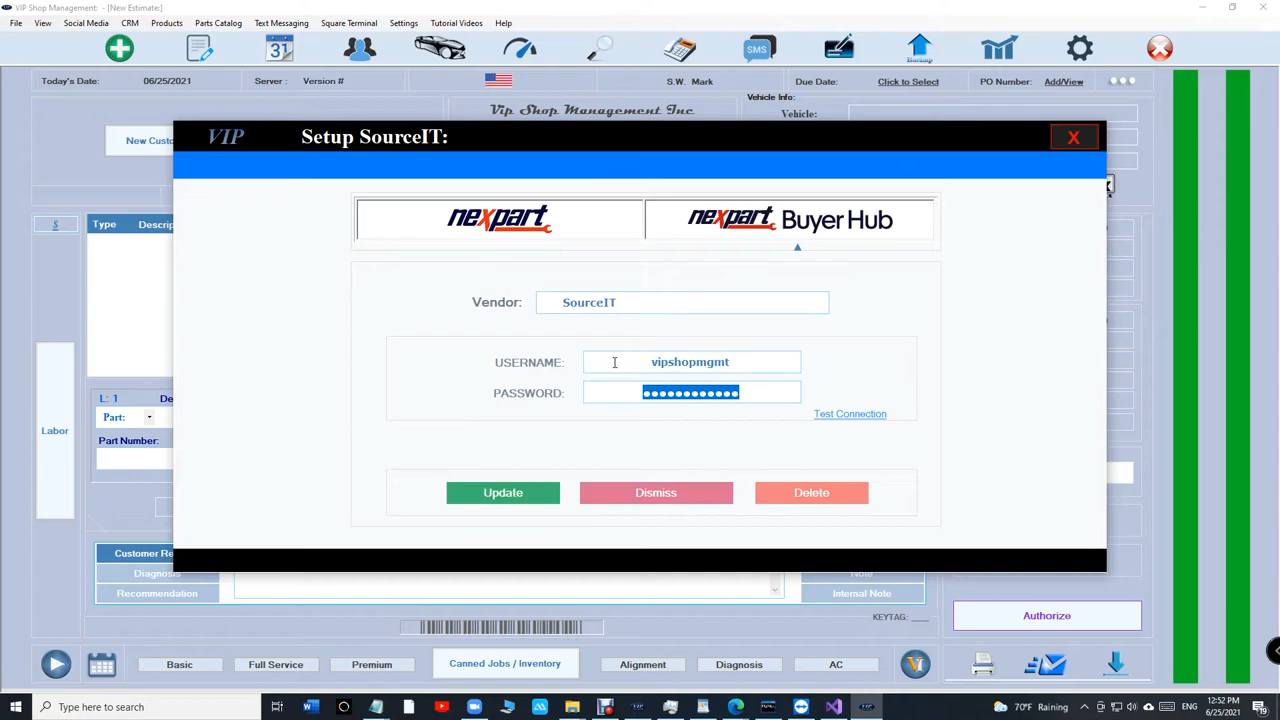 VIP Shop Management: - [New Estimate:]
File View Social Media CRM Products Parts Catalog Text Messaging Square Terminal Settings Tutorial Videos Help
31 SMS Backup
Today's Date: 06/25/2021 Server : Version # S.W. Mark Due Date: Click to Select PO Number: Add/View
Vip Shop Management Inc
Vehicle Info:
Vehicle:
New Custo
VIP Setup SourceIT: X
nexpart nexpart Buyer Hub
$ Type Descrip
Vendor: SourceIT
USERNAME: vipshopmgmt
PASSWORD: ●●●●●●●●●●●●
Test Connection
L: 1 De
Part:
Labor
Part Number:
Update Dismiss Delete
Customer Re
Diagnosis Note
Recommendation Internal Note
KEYTAG: ____
Authorize
Basic Full Service Premium Canned Jobs / Inventory Alignment Diagnosis AC
Type here to search
70°F Raining ENG 12:52 PM
6/25/2021